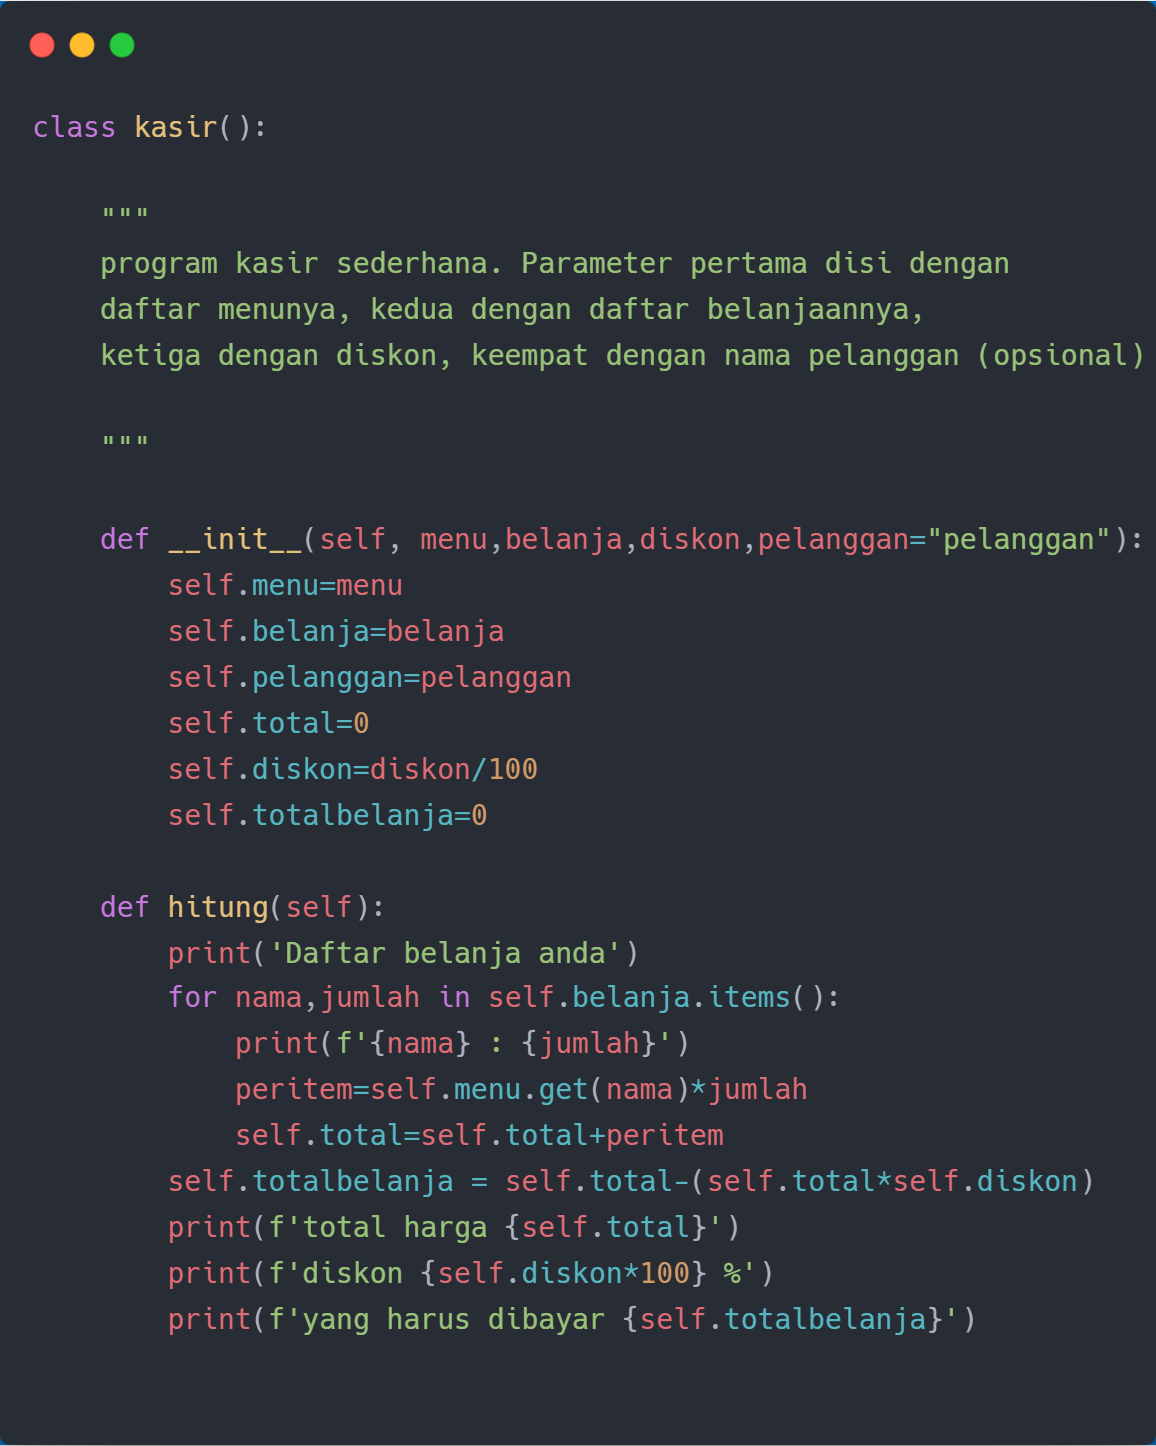 class kasir():
"""
program kasir sederhana. Parameter pertama disi dengan
daftar menunya, kedua dengan daftar belanjaannya,
ketiga dengan diskon, keempat dengan nama pelanggan (opsional)
"""
def __init__(self, menu,belanja,diskon,pelanggan="pelanggan"):
self.menu=menu
self.belanja=belanja
self.pelanggan=pelanggan
self.total=0
self.diskon=diskon/100
self.totalbelanja=0
def hitung(self):
print('Daftar belanja anda')
for nama,jumlah in self.belanja.items():
print(f'{nama} : {jumlah}')
peritem=self.menu.get(nama)*jumlah
self.total=self.total+peritem
self.totalbelanja = self.total-(self.total*self.diskon)
print(f'total harga {self.total}')
print(f'diskon {self.diskon*100} %')
print(f'yang harus dibayar {self.totalbelanja}')